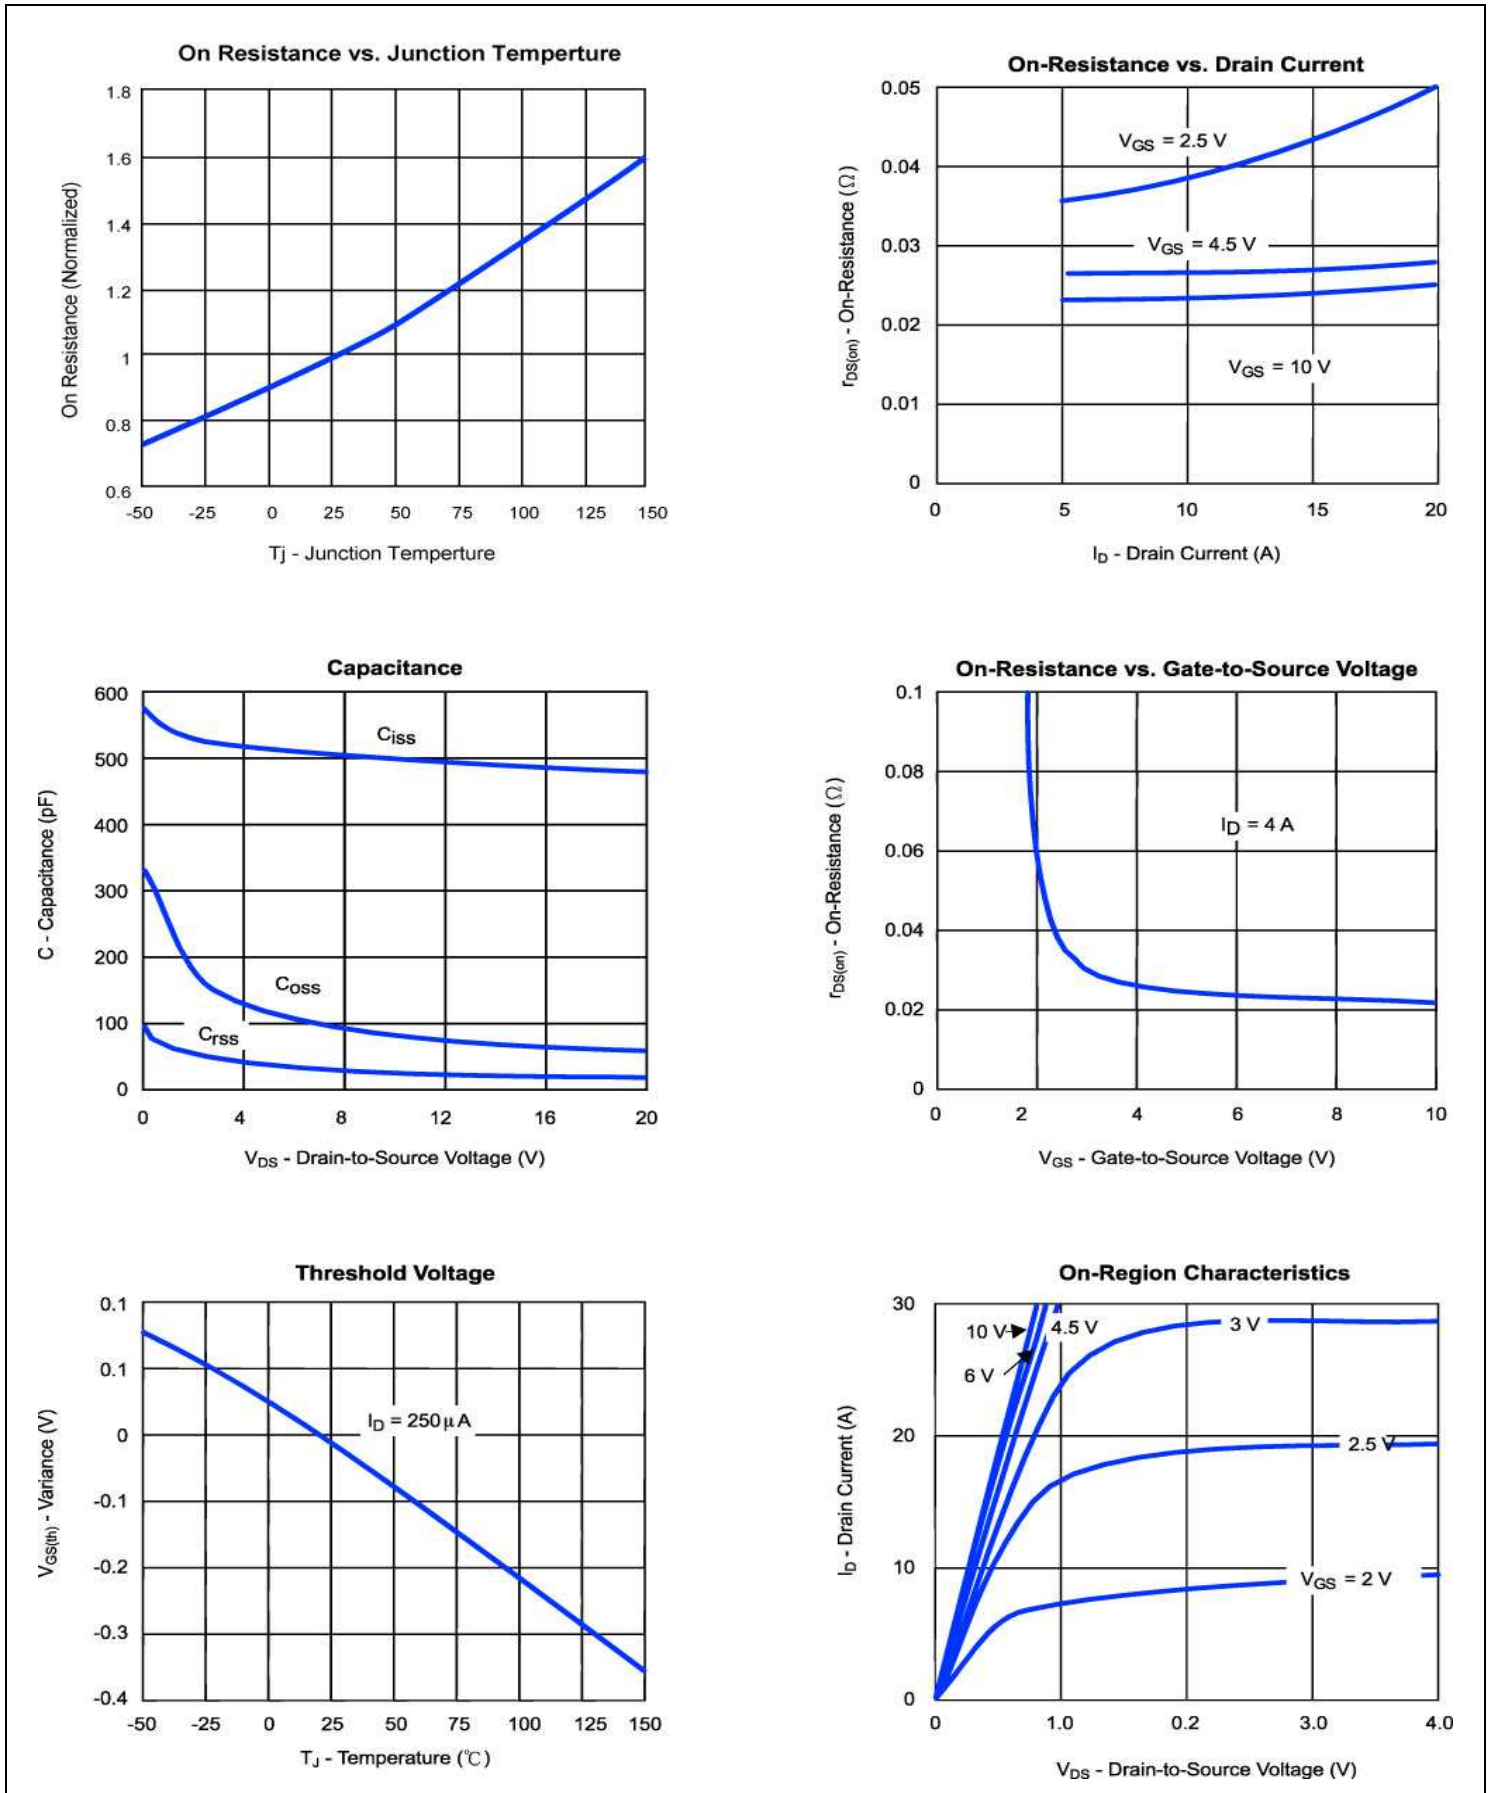 On Resistance vs. Junction Temperture
1.8
1.6
1.4
1.2
1
0.8
0.6
On Resistance (Normalized)
-50 -25 0 25 50 75 100 125 150
Tj - Junction Temperture
On-Resistance vs. Drain Current
0.05
0.04
0.03
0.02
0.01
0
rDS(on) - On-Resistance (Ω)
VGS = 2.5 V
VGS = 4.5 V
VGS = 10 V
0 5 10 15 20
ID - Drain Current (A)
Capacitance
600
500
400
300
200
100
0
C - Capacitance (pF)
Ciss
Coss
Crss
0 4 8 12 16 20
VDS - Drain-to-Source Voltage (V)
On-Resistance vs. Gate-to-Source Voltage
0.1
0.08
0.06
0.04
0.02
0
rDS(on) - On-Resistance (Ω)
ID = 4 A
0 2 4 6 8 10
VGS - Gate-to-Source Voltage (V)
Threshold Voltage
0.1
0.1
0
-0.1
-0.2
-0.3
-0.4
VGS(th) - Variance (V)
ID = 250 μA
-50 -25 0 25 50 75 100 125 150
TJ - Temperature (℃)
On-Region Characteristics
30
20
10
0
ID - Drain Current (A)
10 V
4.5 V
6 V
3 V
2.5 V
VGS = 2 V
0 1.0 0.2 3.0 4.0
VDS - Drain-to-Source Voltage (V)